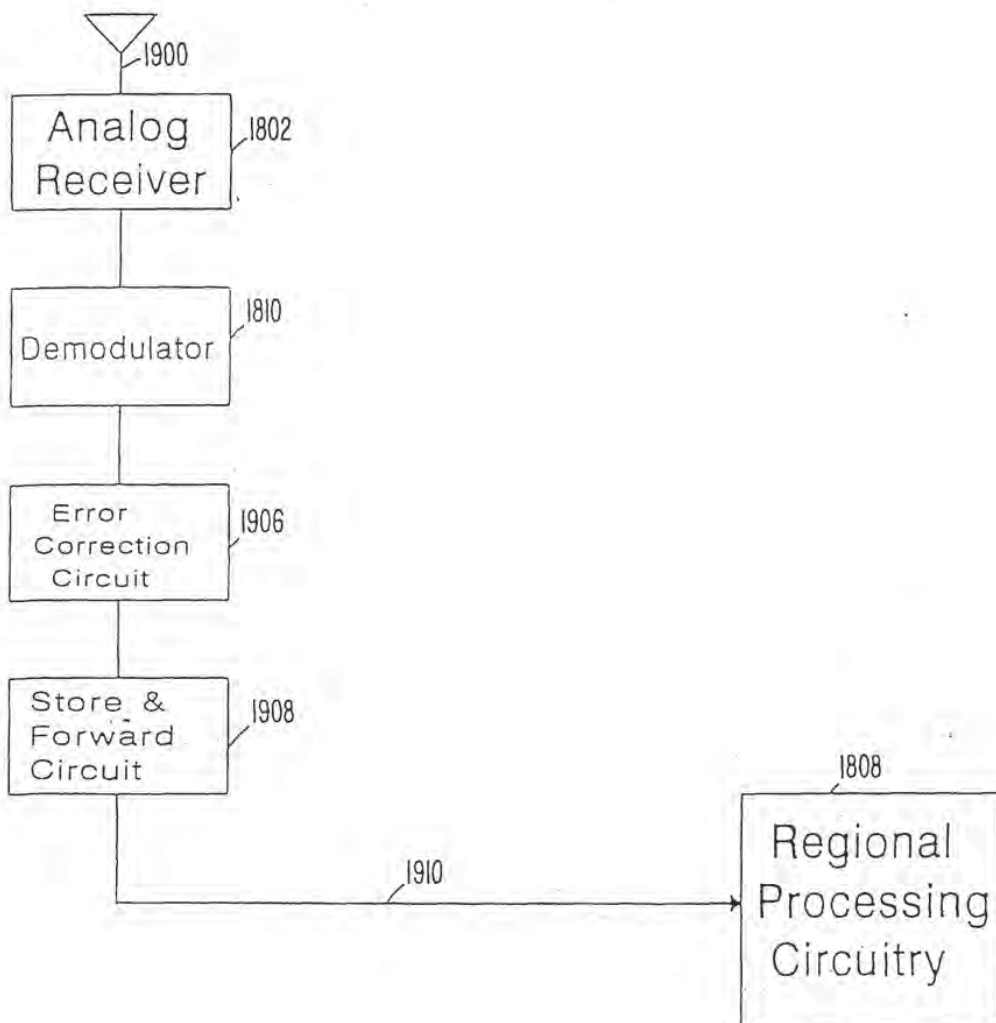 1900
Analog
Receiver
1802
Demodulator
1810
Error
Correction
Circuit
1906
Store &
Forward
Circuit
1908
1910
1808
Regional
Processing
Circuitry